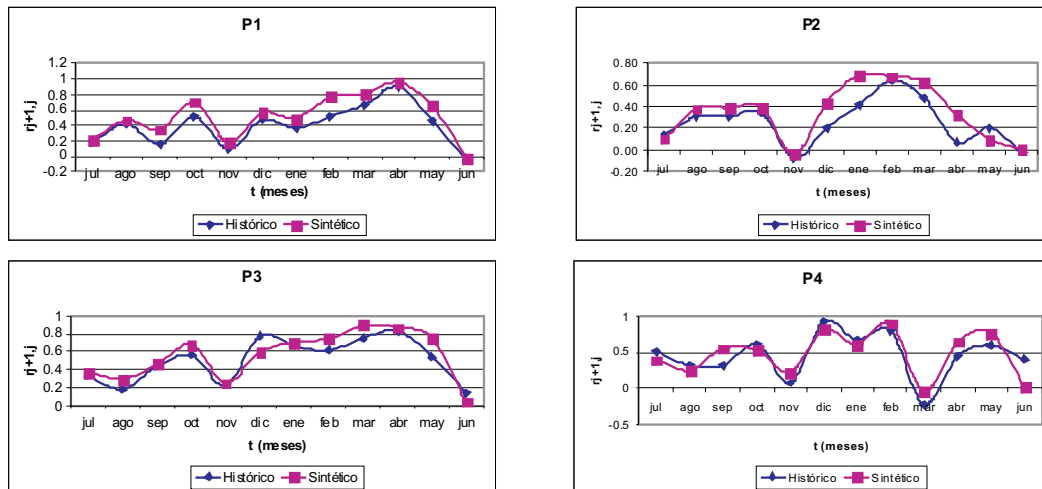 P1
rj+1,j
1.2
1
0.8
0.6
0.4
0.2
0
-0.2
jul ago sep oct nov dic ene feb mar abr may jun
t (meses)
Histórico Sintético
P2
rj+1,j
0.80
0.60
0.40
0.20
0.00
-0.20
jul ago sep oct nov dic ene feb mar abr may jun
t (meses)
Histórico Sintético
P3
rj+1,j
1
0.8
0.6
0.4
0.2
0
jul ago sep oct nov dic ene feb mar abr may jun
t (meses)
Histórico Sintético
P4
rj+1,j
1
0.5
0
-0.5
jul ago sep oct nov dic ene feb mar abr may jun
t (meses)
Histórico Sintético